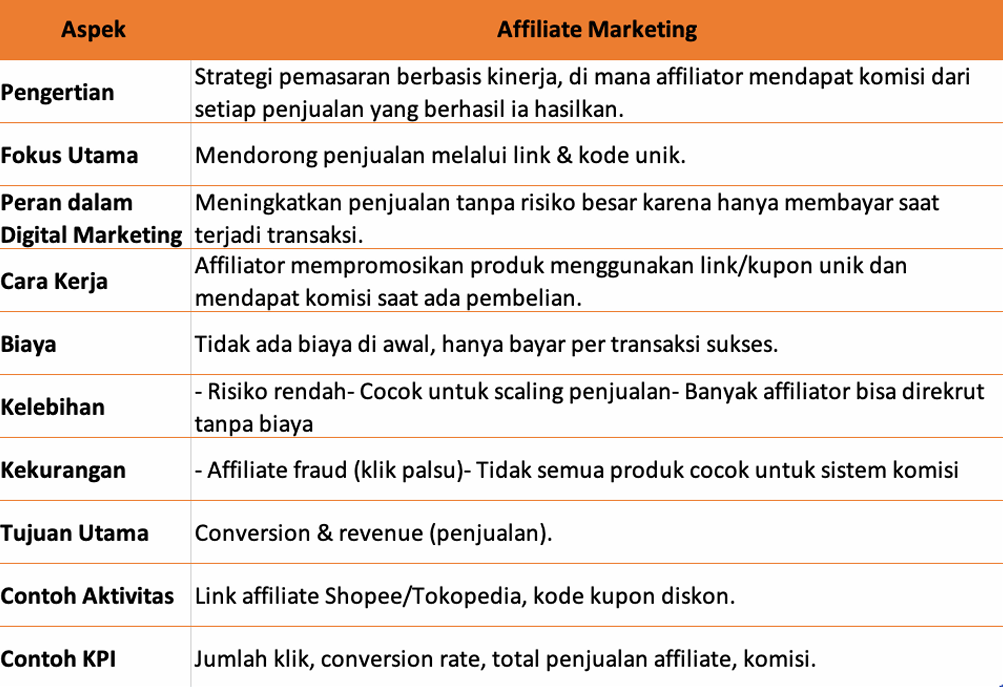 Aspek
Affiliate Marketing
Pengertian
Strategi pemasaran berbasis kinerja, di mana affiliator mendapat komisi dari
setiap penjualan yang berhasil ia hasilkan.
Fokus Utama
Mendorong penjualan melalui link & kode unik.
Peran dalam
Digital Marketing
Meningkatkan penjualan tanpa risiko besar karena hanya membayar saat
terjadi transaksi.
Cara Kerja
Affiliator mempromosikan produk menggunakan link/kupon unik dan
mendapat komisi saat ada pembelian.
Biaya
Tidak ada biaya di awal, hanya bayar per transaksi sukses.
Kelebihan
- Risiko rendah- Cocok untuk scaling penjualan- Banyak affiliator bisa direkrut
tanpa biaya
Kekurangan
- Affiliate fraud (klik palsu)- Tidak semua produk cocok untuk sistem komisi
Tujuan Utama
Conversion & revenue (penjualan).
Contoh Aktivitas
Link affiliate Shopee/Tokopedia, kode kupon diskon.
Contoh KPI
Jumlah klik, conversion rate, total penjualan affiliate, komisi.